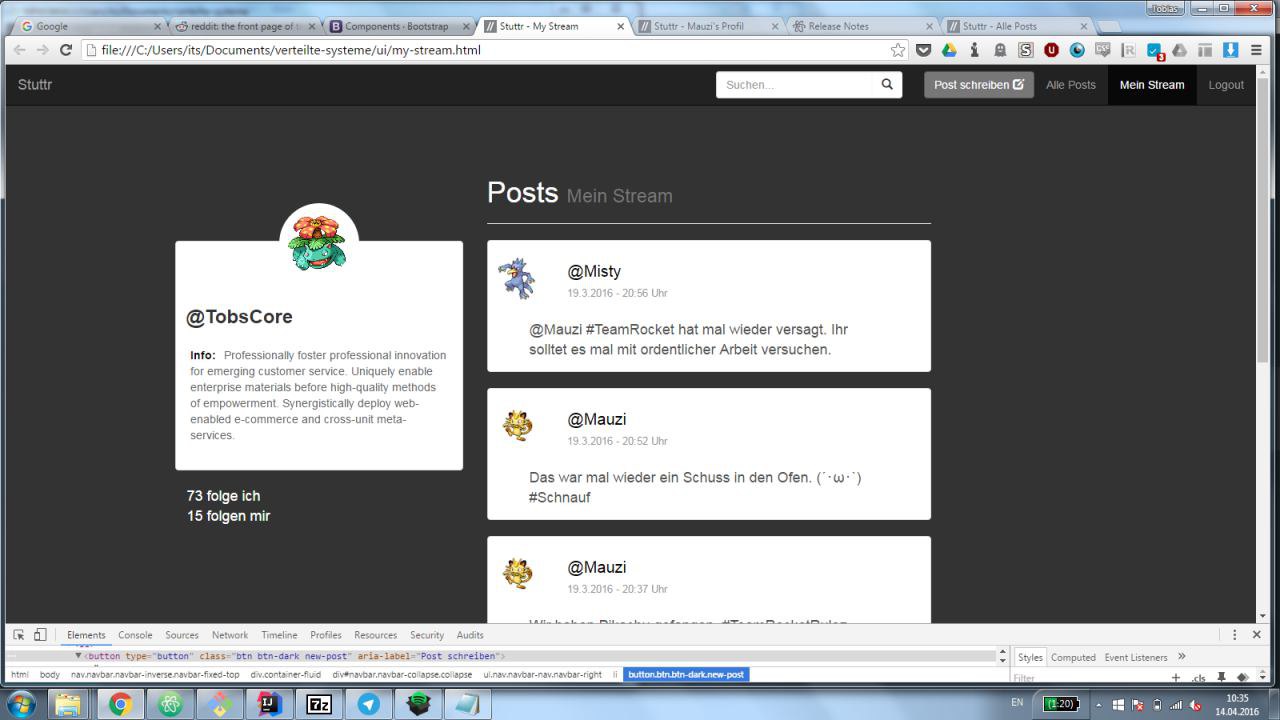 Tobias
Google
reddit: the front page of t
Components · Bootstrap
Stuttr - My Stream
Stuttr - Mauzi's Profil
Release Notes
Stuttr - Alle Posts
file:///C:/Users/its/Documents/verteilte-systeme/ui/my-stream.html
3
Stuttr
Suchen...
Post schreiben
Alle Posts
Mein Stream
Logout
Posts Mein Stream
@TobsCore
Info: Professionally foster professional innovation
for emerging customer service. Uniquely enable
enterprise materials before high-quality methods
of empowerment. Synergistically deploy web-
enabled e-commerce and cross-unit meta-
services.
73 folge ich
15 folgen mir
@Misty
19.3.2016 - 20:56 Uhr
@Mauzi #TeamRocket hat mal wieder versagt. Ihr
solltet es mal mit ordentlicher Arbeit versuchen.
@Mauzi
19.3.2016 - 20:52 Uhr
Das war mal wieder ein Schuss in den Ofen. (´･ω･`)
#Schnauf
@Mauzi
19.3.2016 - 20:37 Uhr
Wir haben Pikachu gefangen. #TeamRocketRulez
Elements
Console
Sources
Network
Timeline
Profiles
Resources
Security
Audits
<button type="button" class="btn btn-dark new-post" aria-label="Post schreiben">
Styles
Computed
Event Listeners
html
body
nav.navbar.navbar-inverse.navbar-fixed-top
div.container-fluid
div#navbar.navbar-collapse.collapse
ul.nav.navbar-nav.navbar-right
li
button.btn.btn-dark.new-post
Filter
.cls
EN
(1:20)
10:35
14.04.2016